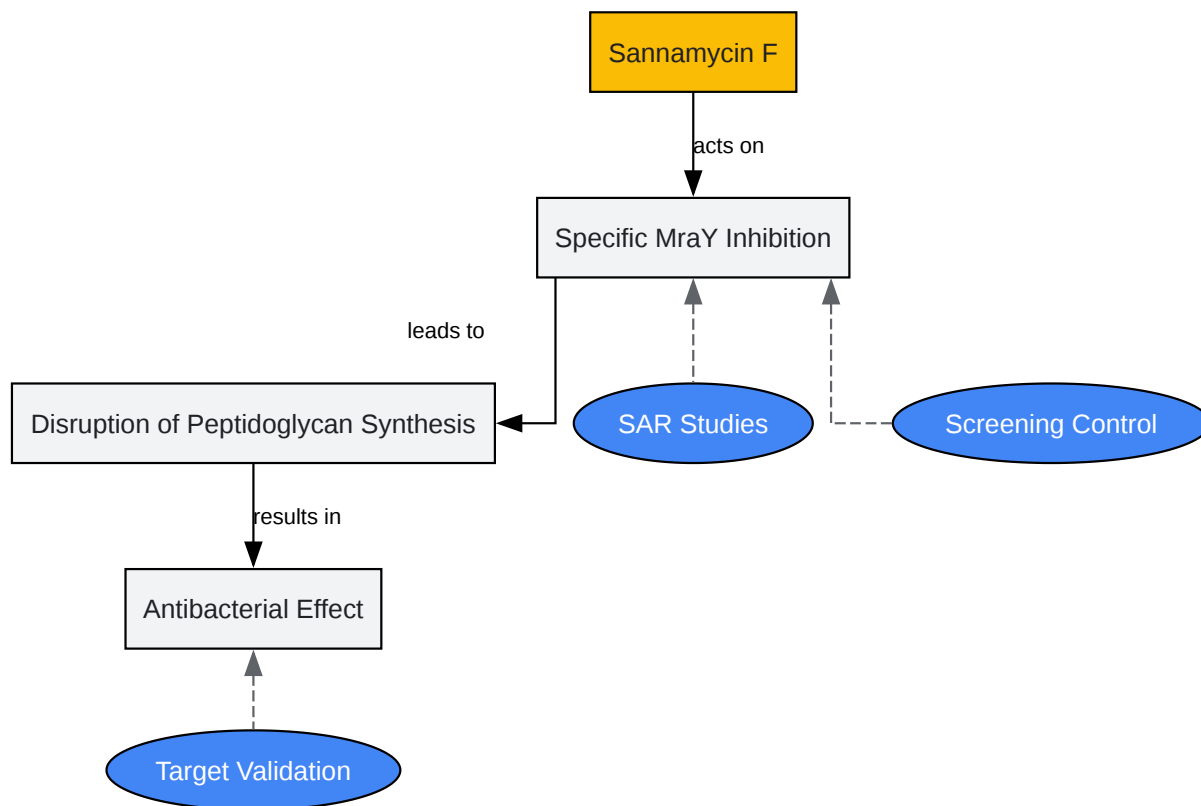 Sannamycin F
acts on
Specific MraY Inhibition
leads to
Disruption of Peptidoglycan Synthesis
SAR Studies
Screening Control
results in
Antibacterial Effect
Target Validation